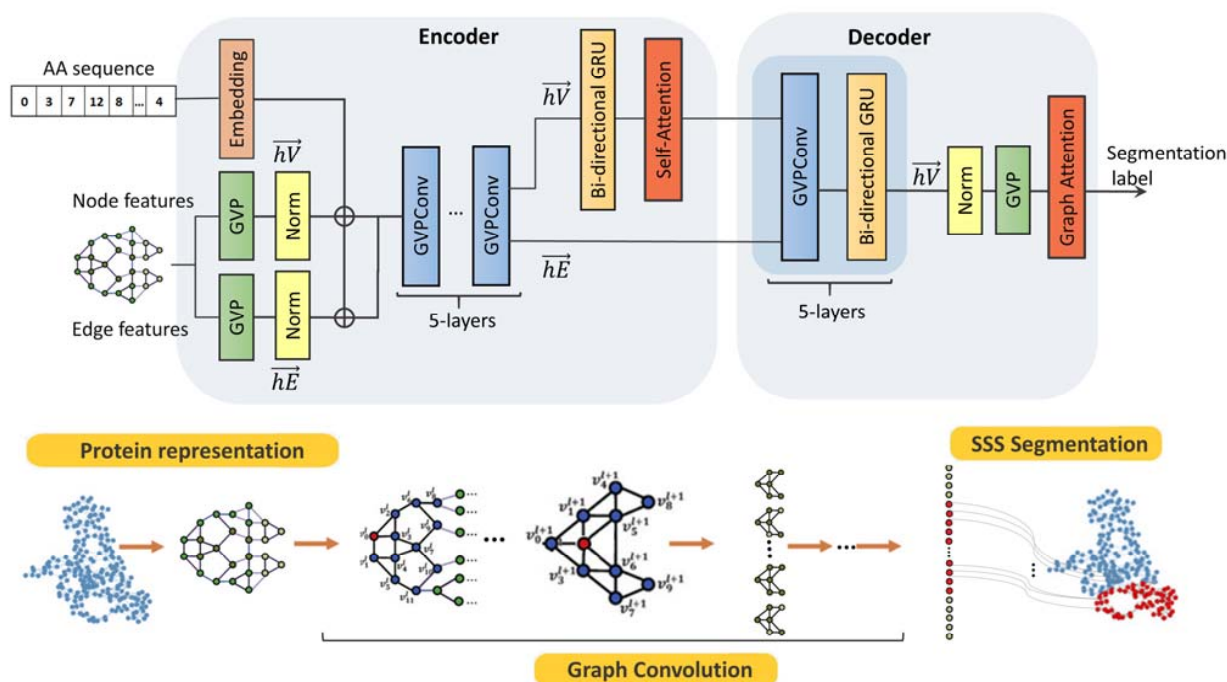 Encoder
Decoder
AA sequence
0 3 7 12 8 ... 4
Embedding
hV
hV
Bi-directional GRU
Self-Attention
GVPConv
Bi-directional GRU
hV
Norm
GVP
Graph Attention
Segmentation
label
Node features
GVP
Norm
GVPConv
...
GVPConv
Edge features
GVP
Norm
hE
hE
5-layers
5-layers
Protein representation
SSS Segmentation
Graph Convolution